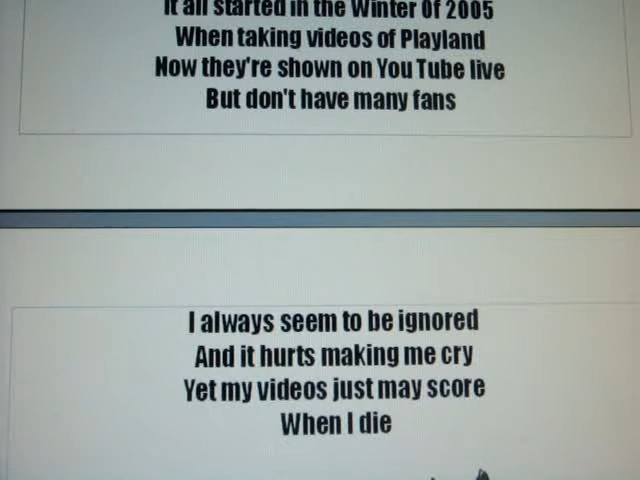 It all started in the Winter Of 2005
When taking videos of Playland
Now they're shown on You Tube live
But don't have many fans
I always seem to be ignored
And it hurts making me cry
Yet my videos just may score
When I die